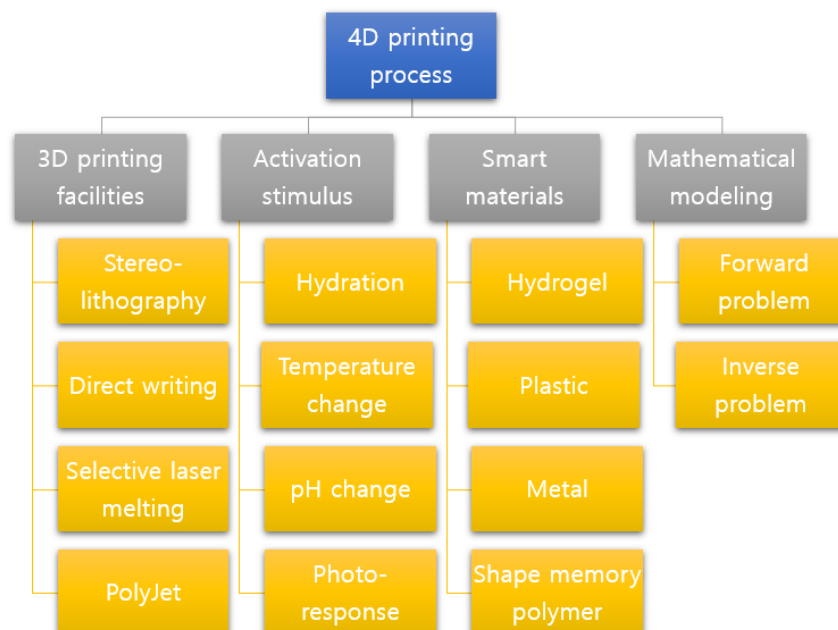 4D printing
process
3D printing
facilities
Activation
stimulus
Smart
materials
Mathematical
modeling
Stereo-
lithography
Direct writing
Selective laser
melting
PolyJet
Hydration
Temperature
change
pH change
Photo-
response
Hydrogel
Plastic
Metal
Shape memory
polymer
Forward
problem
Inverse
problem